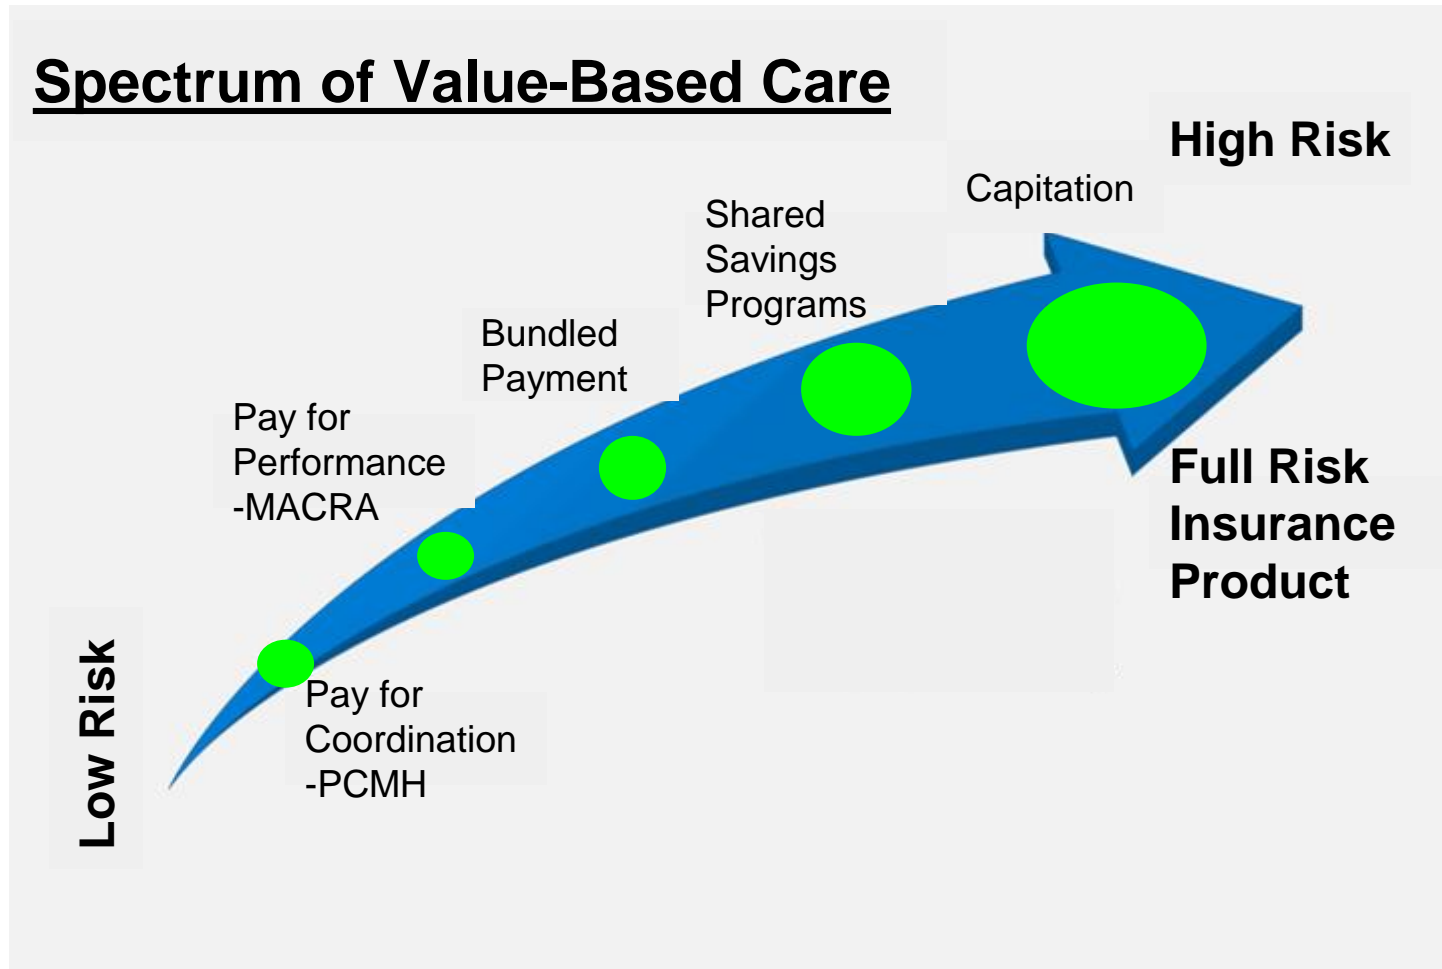 Spectrum of Value-Based Care
High Risk
Capitation
Shared
Savings
Programs
Bundled
Payment
Pay for
Performance
-MACRA
Full Risk
Insurance
Product
Low Risk
Pay for
Coordination
-PCMH